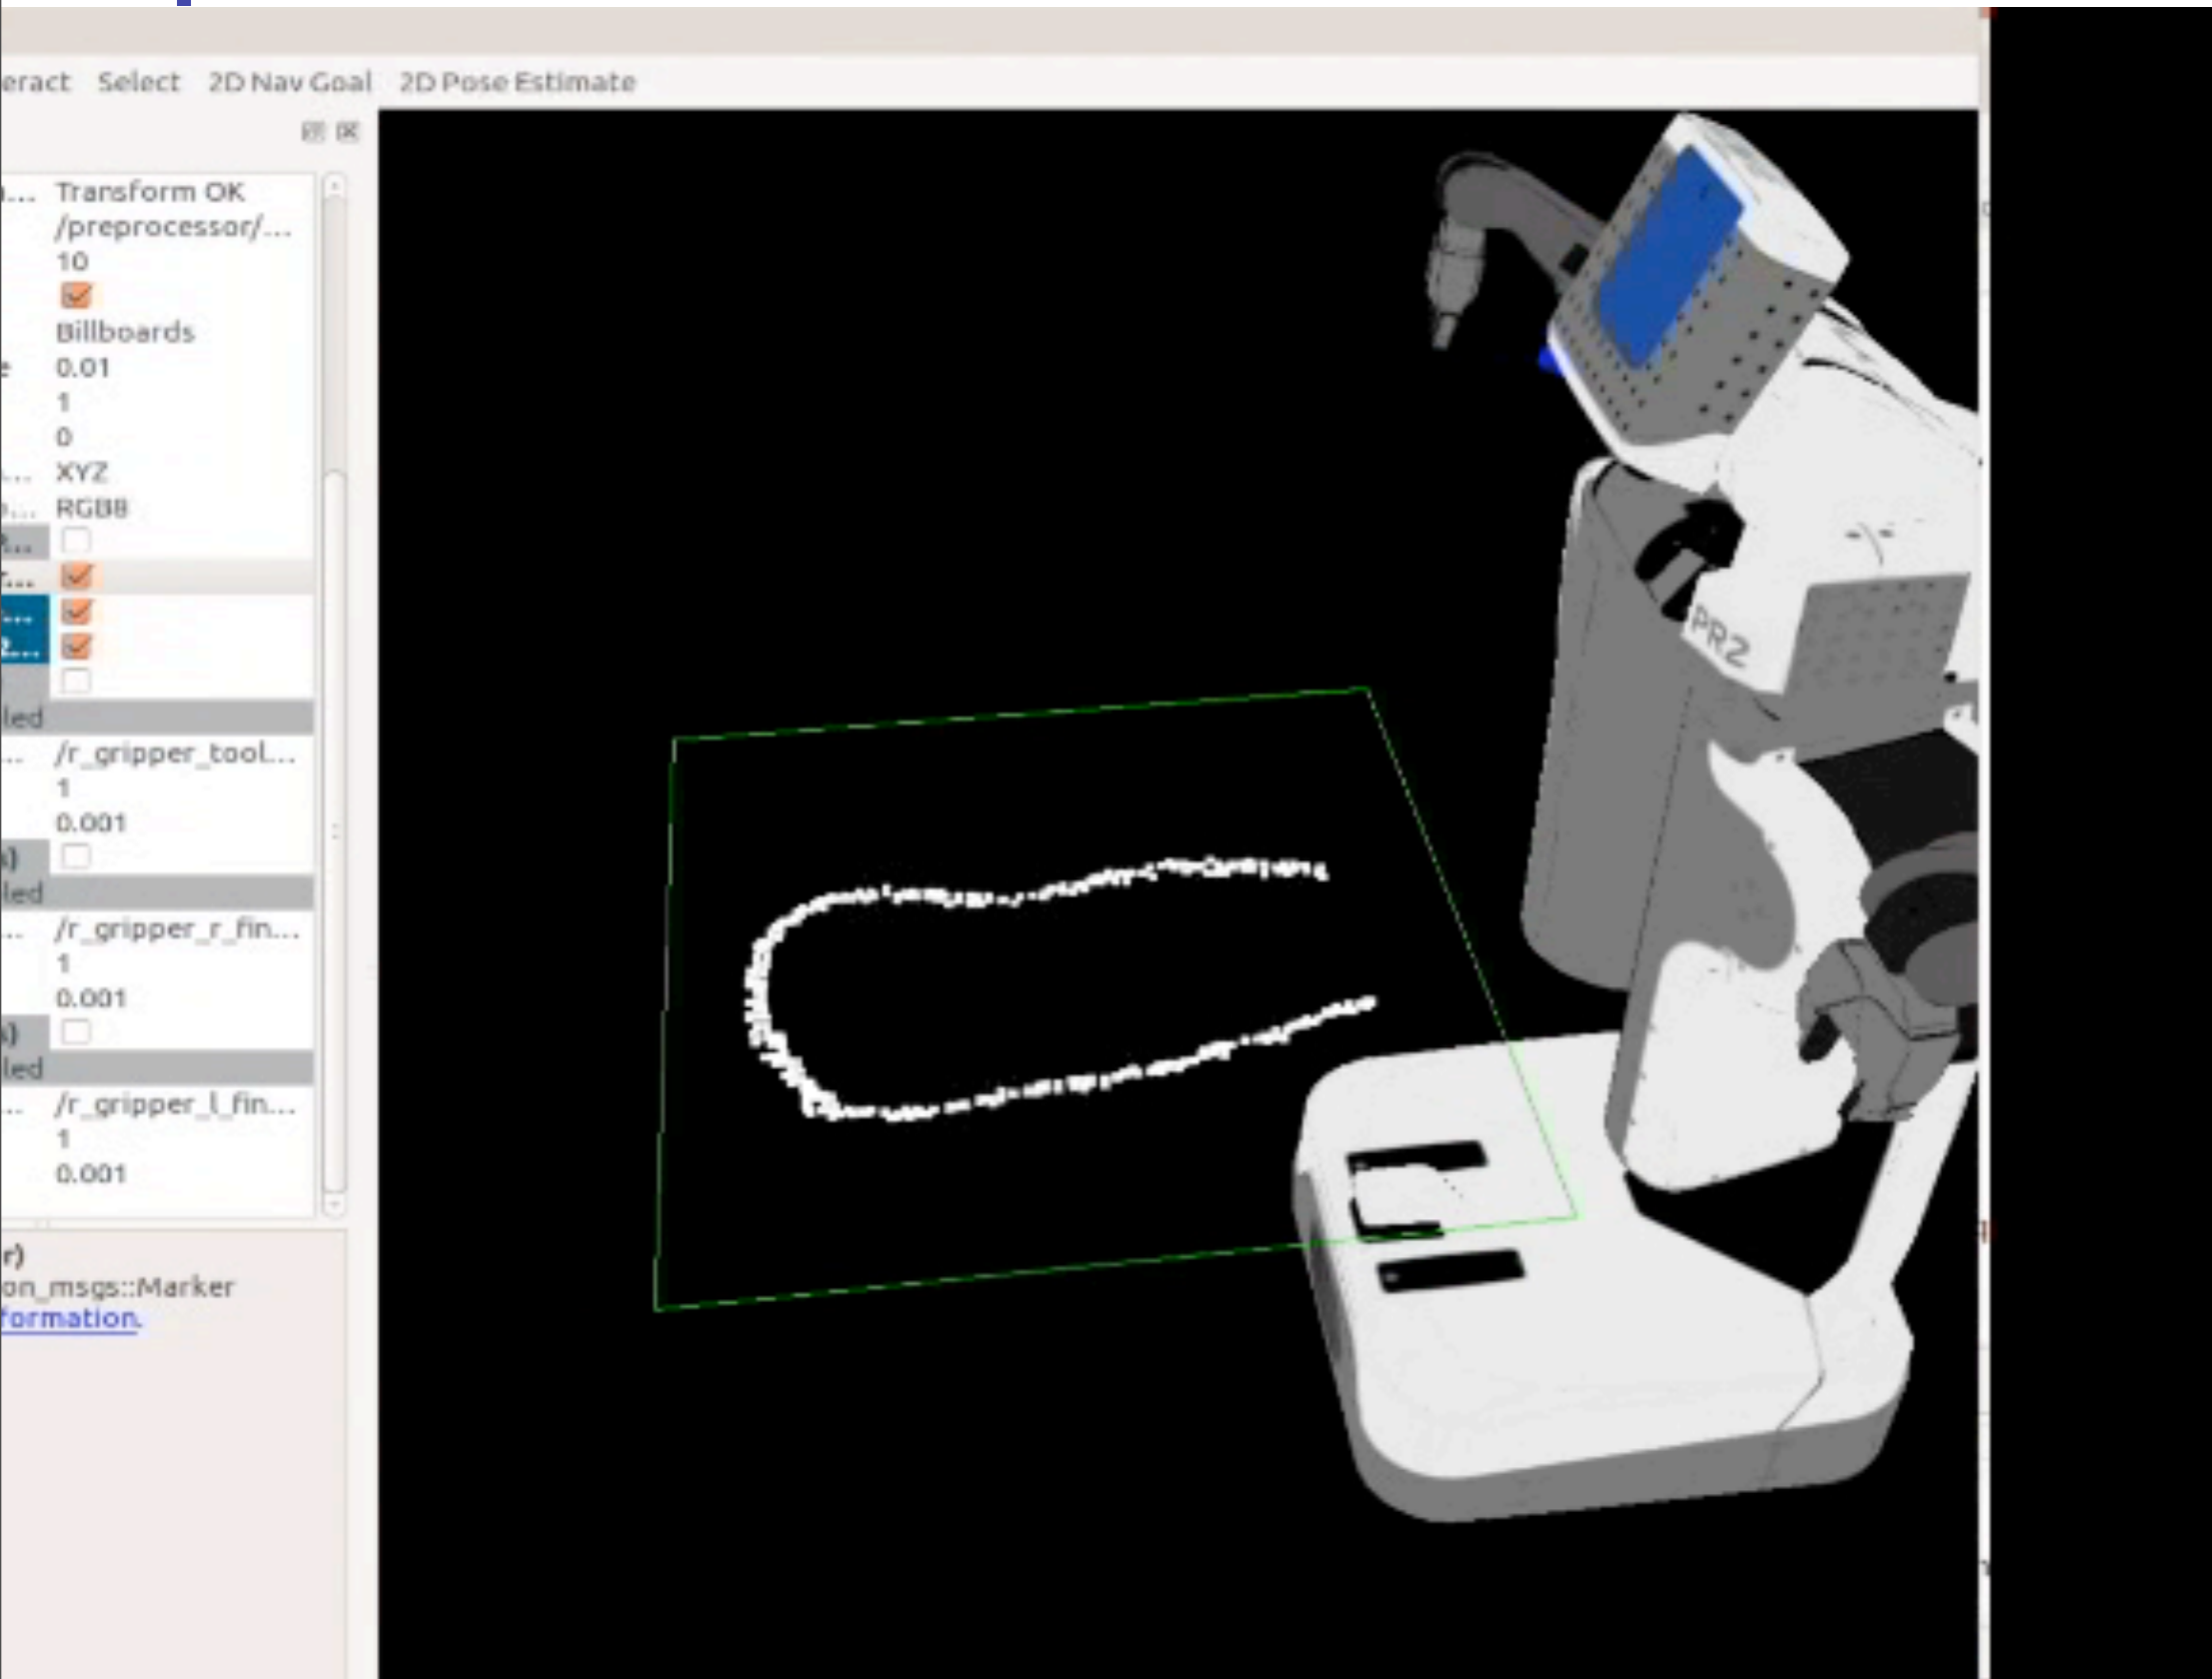 eract Select 2D Nav Goal 2D Pose Estimate
... Transform OK
/preprocessor/...
10
Billboards
e 0.01
1
0
... XYZ
... RGB8
...
...
...
...
led
... /r_gripper_tool...
1
0.001
)
led
... /r_gripper_r_fin...
1
0.001
)
led
... /r_gripper_l_fin...
1
0.001
r)
on_msgs::Marker
formation.
PR2